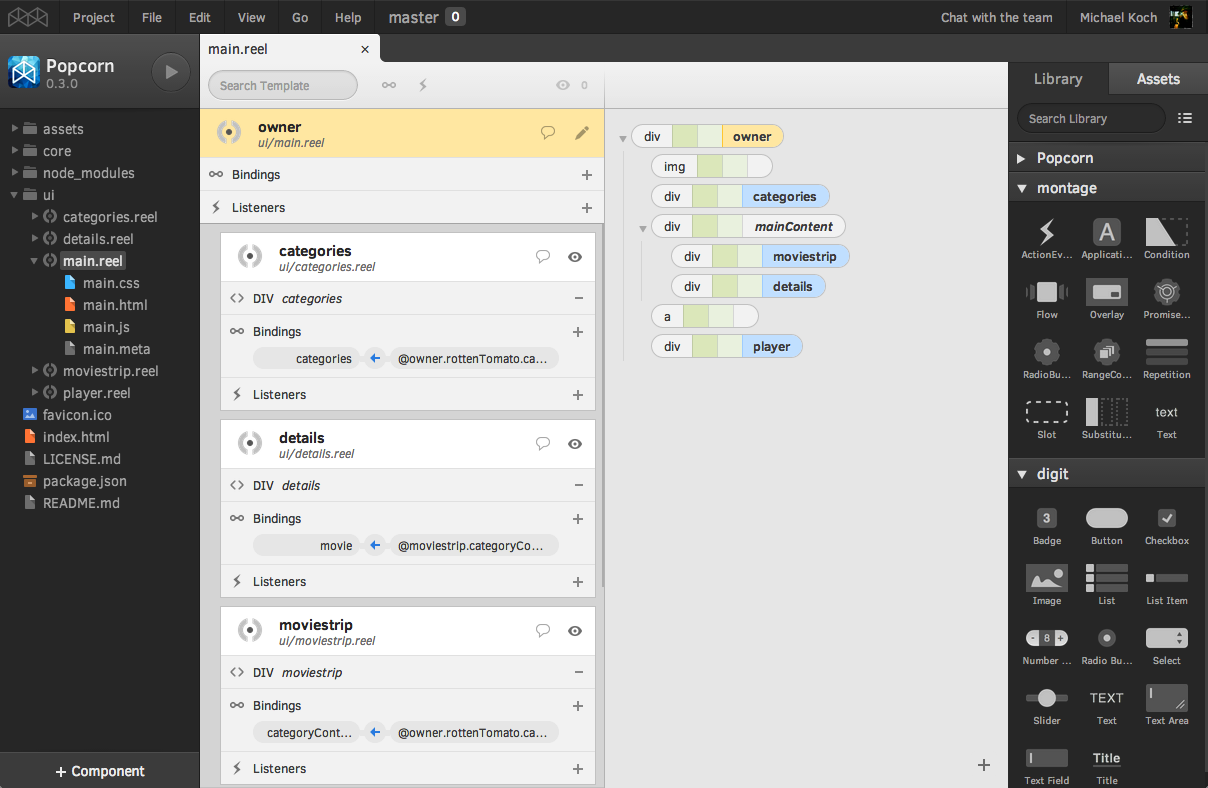 Project File Edit View Go Help master 0 Chat with the team Michael Koch
Popcorn
0.3.0
assets
core
node_modules
ui
categories.reel
details.reel
main.reel
main.css
main.html
main.js
main.meta
moviestrip.reel
player.reel
favicon.ico
index.html
LICENSE.md
package.json
README.md
+ Component
main.reel ×
Search Template 0
owner
ui/main.reel
Bindings +
Listeners +
categories
ui/categories.reel
<> DIV categories −
Bindings +
categories ← @owner.rottenTomato.ca...
Listeners +
details
ui/details.reel
<> DIV details −
Bindings +
movie ← @moviestrip.categoryCo...
Listeners +
moviestrip
ui/moviestrip.reel
<> DIV moviestrip −
Bindings +
categoryCont... ← @owner.rottenTomato.ca...
Listeners +
div owner
img
div categories
div mainContent
div moviestrip
div details
a
div player
+
Library Assets
Search Library
Popcorn
montage
A
ActionEv... Applicati... Condition
Flow Overlay Promise...
RadioBu... RangeCo... Repetition
text
Slot Substitu... Text
digit
3
Badge Button Checkbox
Image List List Item
- 8 +
Number ... Radio Bu... Select
TEXT
Slider Text Text Area
Title
Text Field Title